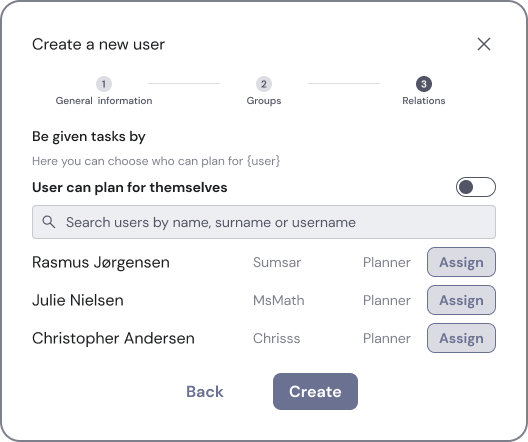 Create a new user
1 2 3
General information Groups Relations
Be given tasks by
Here you can choose who can plan for {user}
User can plan for themselves
Search users by name, surname or username
Rasmus Jørgensen Sumsar Planner Assign
Julie Nielsen MsMath Planner Assign
Christopher Andersen Chrisss Planner Assign
Back Create